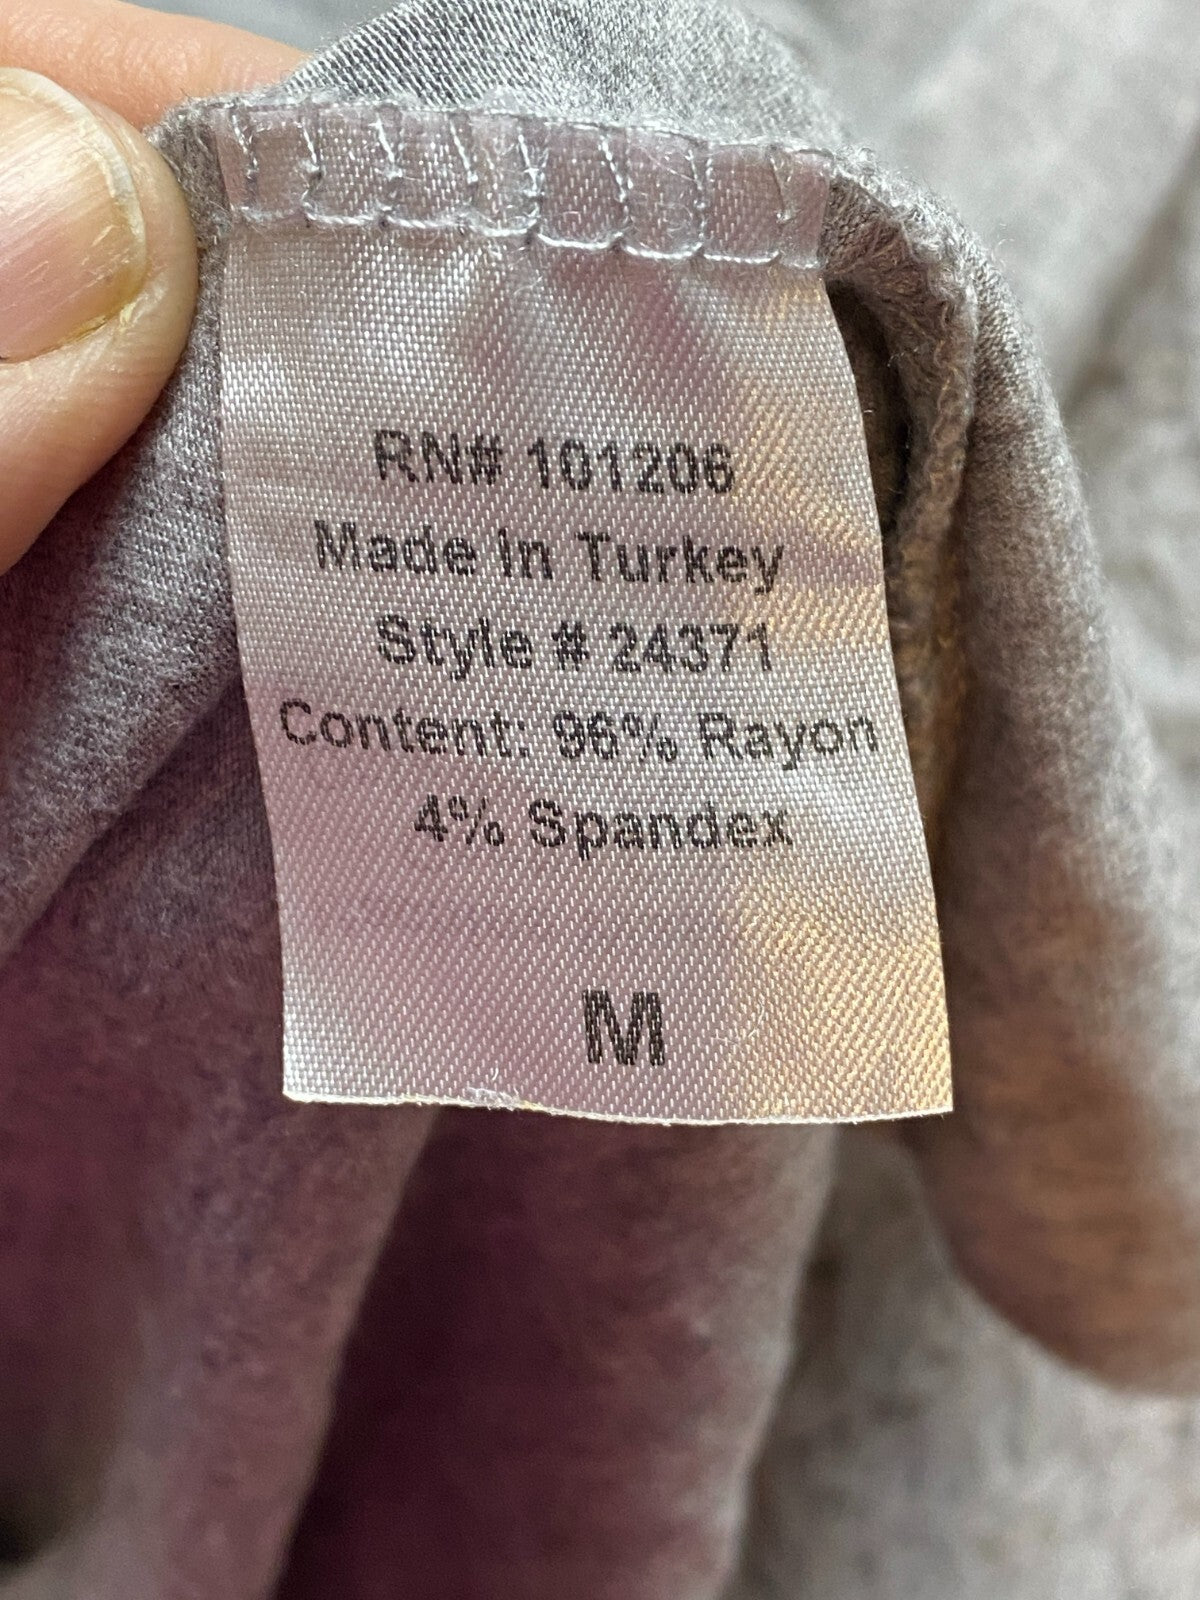 RN# 101206
Made in Turkey
Style # 24371
Content: 96% Rayon
4% Spandex
M